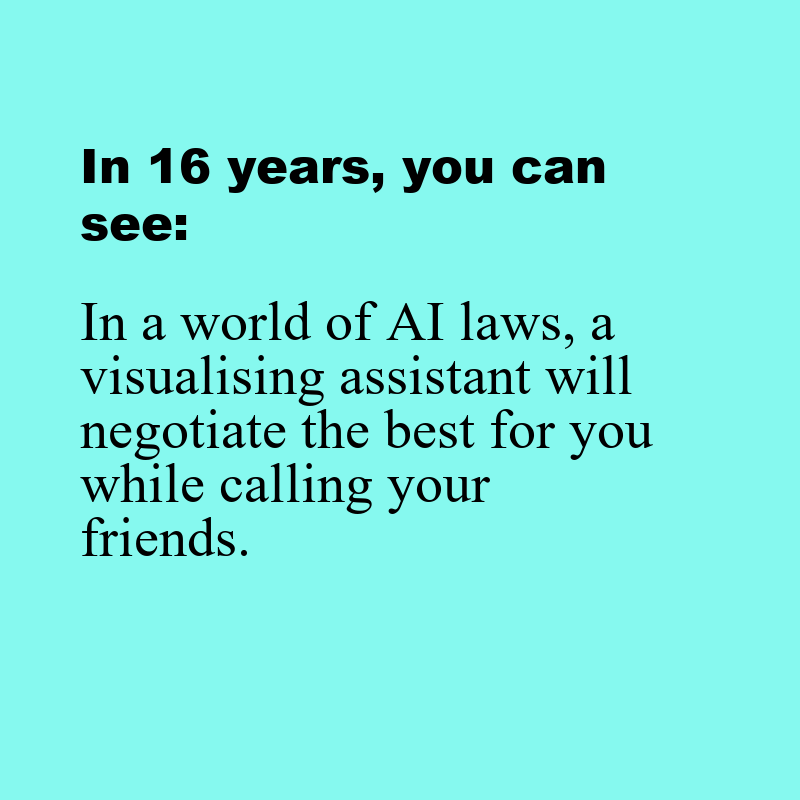 In 16 years, you can
see:
In a world of AI laws, a
visualising assistant will
negotiate the best for you
while calling your
friends.